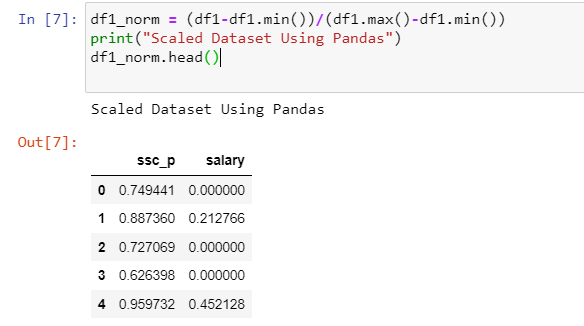 In [7]: df1_norm = (df1-df1.min())/(df1.max()-df1.min())
print("Scaled Dataset Using Pandas")
df1_norm.head()
Scaled Dataset Using Pandas
Out[7]:
ssc_p salary
0 0.749441 0.000000
1 0.887360 0.212766
2 0.727069 0.000000
3 0.626398 0.000000
4 0.959732 0.452128